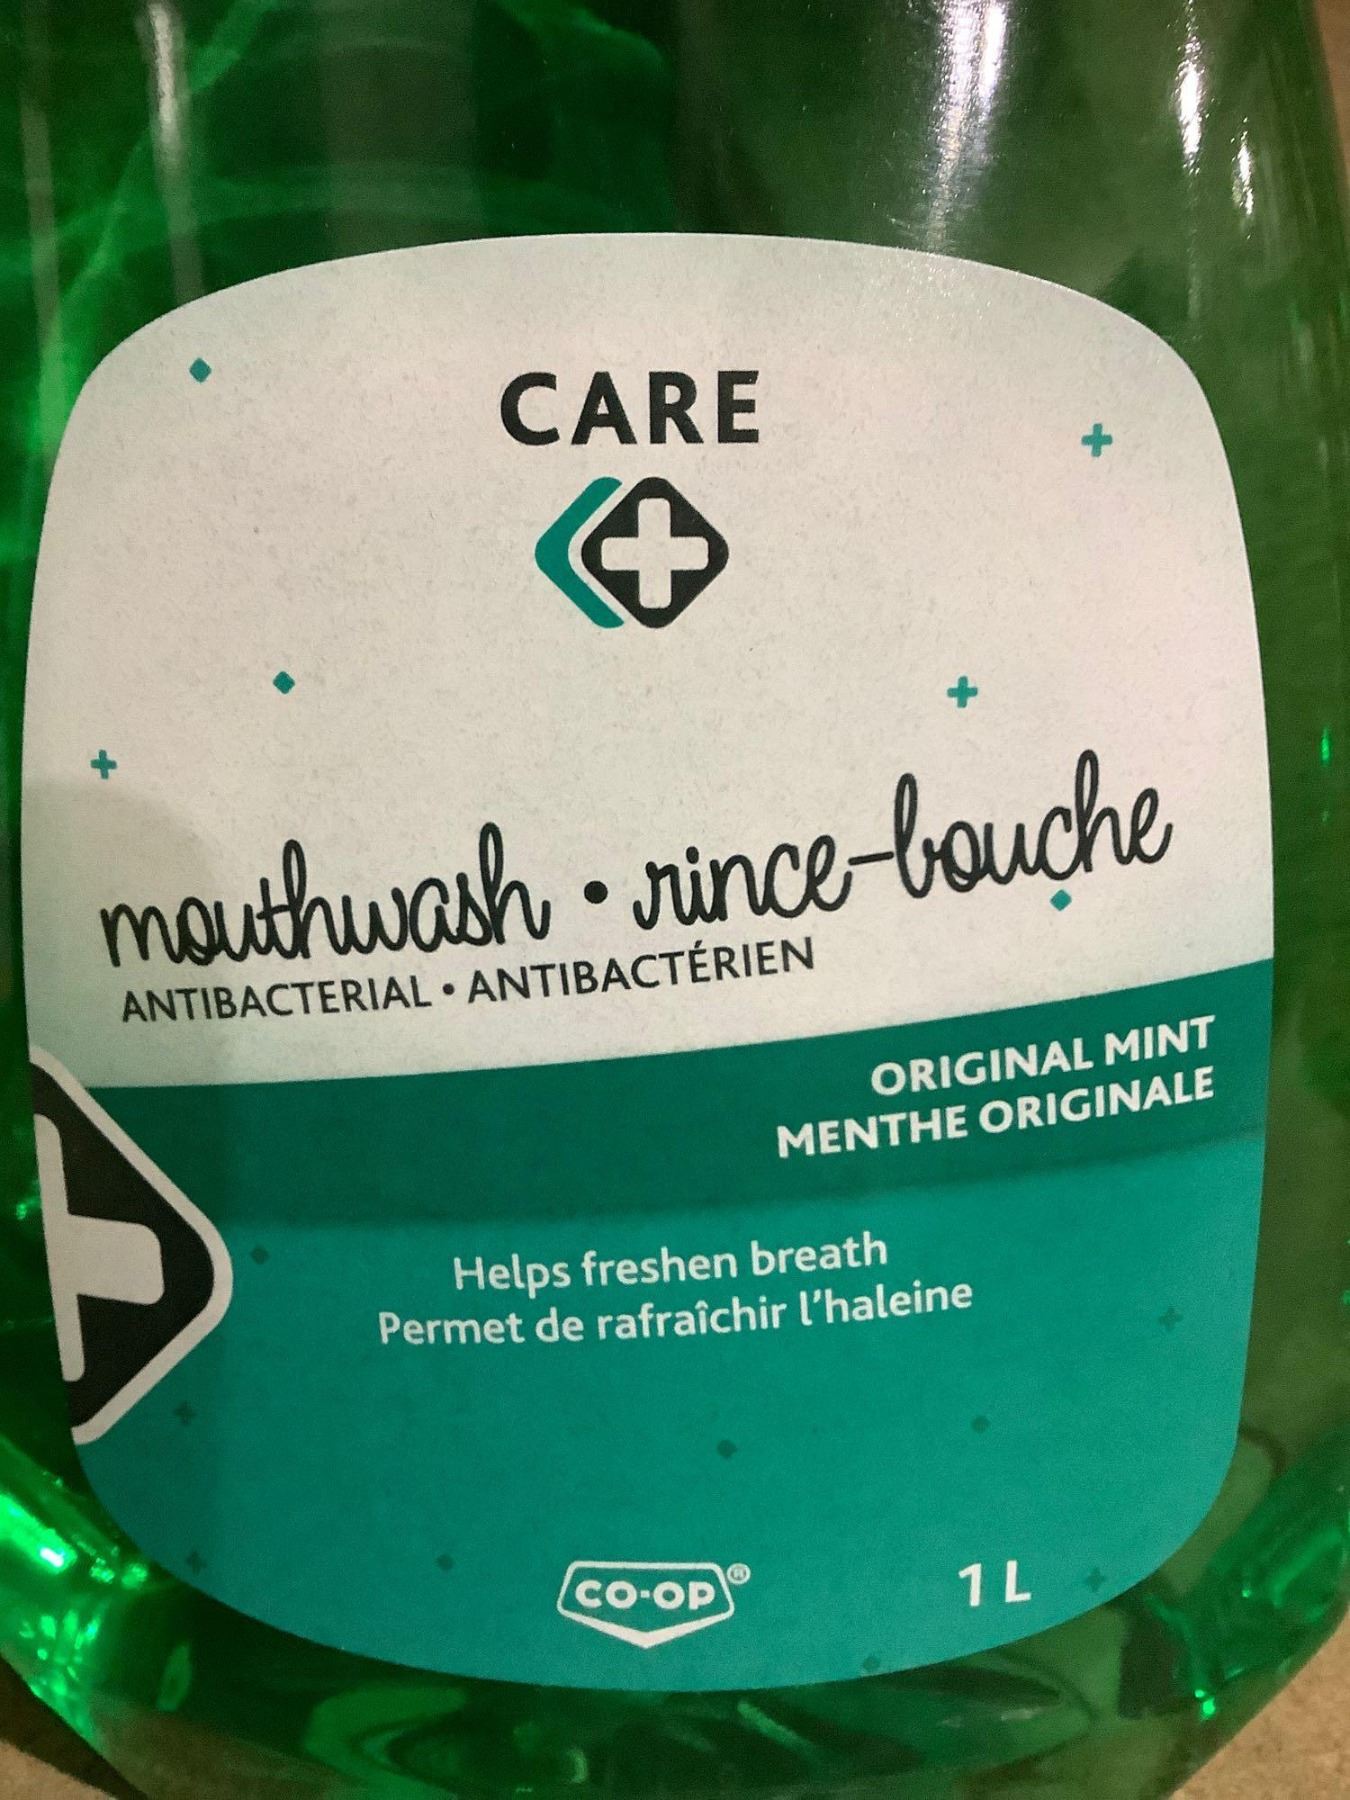 CARE
mouthwash • rince-bouche
ANTIBACTERIAL • ANTIBACTÉRIEN
ORIGINAL MINT
MENTHE ORIGINALE
Helps freshen breath
Permet de rafraîchir l'haleine
CO-OP®
1 L